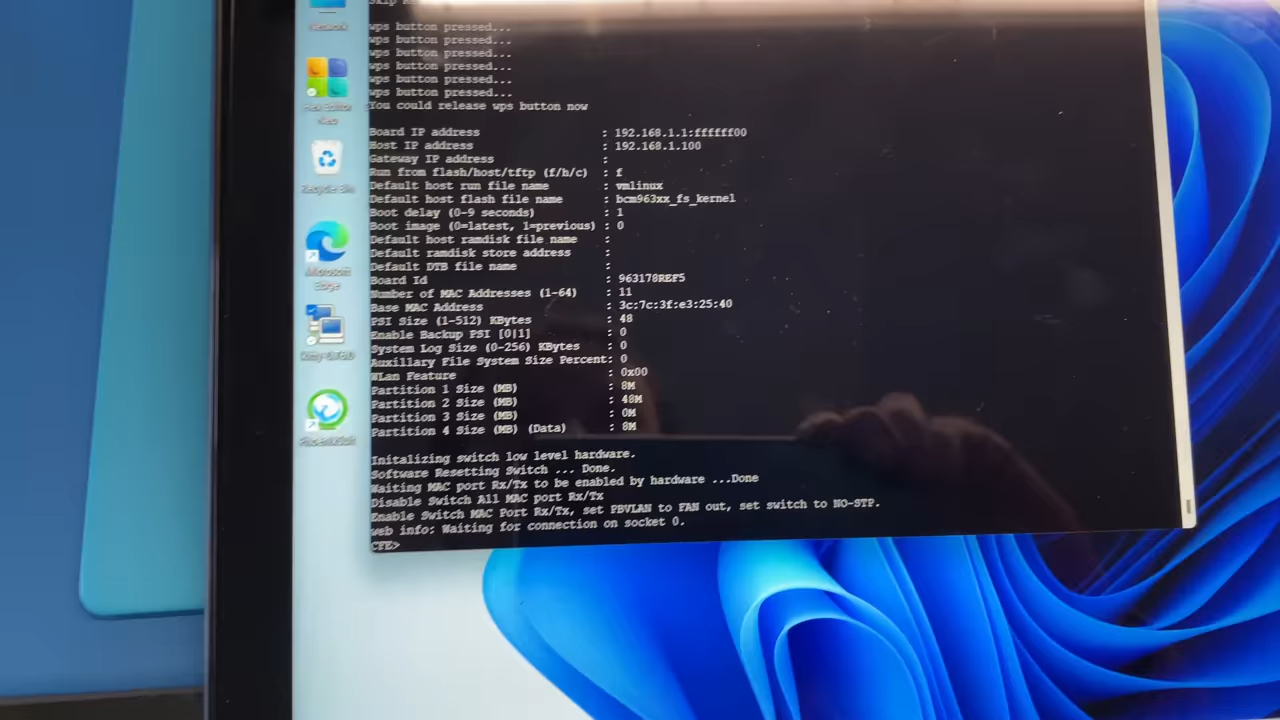 Network
wps button pressed...
wps button pressed...
wps button pressed...
wps button pressed...
wps button pressed...
wps button pressed...
You could release wps button now
Hex Editor
Neo
Board IP address : 192.168.1.1:ffffff00
Host IP address : 192.168.1.100
Gateway IP address :
Run from flash/host/tftp (f/h/c) : f
Default host run file name : vmlinux
Default host flash file name : bcm963xx_fs_kernel
Boot delay (0-9 seconds) : 1
Boot image (0=latest, 1=previous) : 0
Default host ramdisk file name :
Default ramdisk store address :
Default DTB file name :
Board Id : 963178REF5
Number of MAC Addresses (1-64) : 11
Base MAC Address : 3c:7c:3f:e3:25:40
PSI Size (1-512) KBytes : 48
Enable Backup PSI [0|1] : 0
System Log Size (0-256) KBytes : 0
Auxillary File System Size Percent: 0
WLan Feature : 0x00
Partition 1 Size (MB) : 8M
Partition 2 Size (MB) : 48M
Partition 3 Size (MB) : 0M
Partition 4 Size (MB) (Data) : 8M
Recycle Bin
Microsoft
Edge
Initalizing switch low level hardware.
Software Resetting Switch ... Done.
Waiting MAC port Rx/Tx to be enabled by hardware ...Done
Disable Switch All MAC port Rx/Tx
Enable Switch MAC Port Rx/Tx, set PBVLAN to FAN out, set switch to NO-STP.
web info: Waiting for connection on socket 0.
CFE>